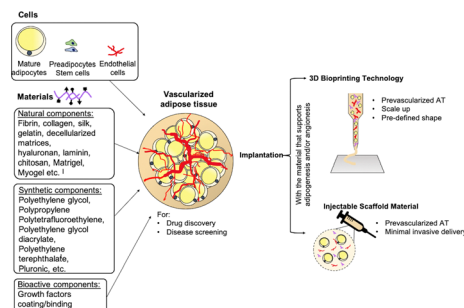 Cells
Mature
adipocytes
Preadipocytes
Stem cells
Endothelial
cells
Materials
Natural components:
Fibrin, collagen, silk,
gelatin, decellularized
matrices,
hyaluronan, laminin,
chitosan, Matrigel,
Myogel etc.
Synthetic components:
Polyethylene glycol,
Polypropylene
Polytetrafluoroethylene,
Polyethylene glycol
diacrylate,
Polyethylene
terephthalate,
Pluronic, etc.
Bioactive components:
Growth factors
coating/binding
Vascularized
adipose tissue
For:
• Drug discovery
• Disease screening
Implantation
With the material that supports
adipogenesis and/or angionesis
3D Bioprinting Technology
• Prevascularized AT
• Scale up
• Pre-defined shape
Injectable Scaffold Material
• Prevascularized AT
• Minimal invasive delivery